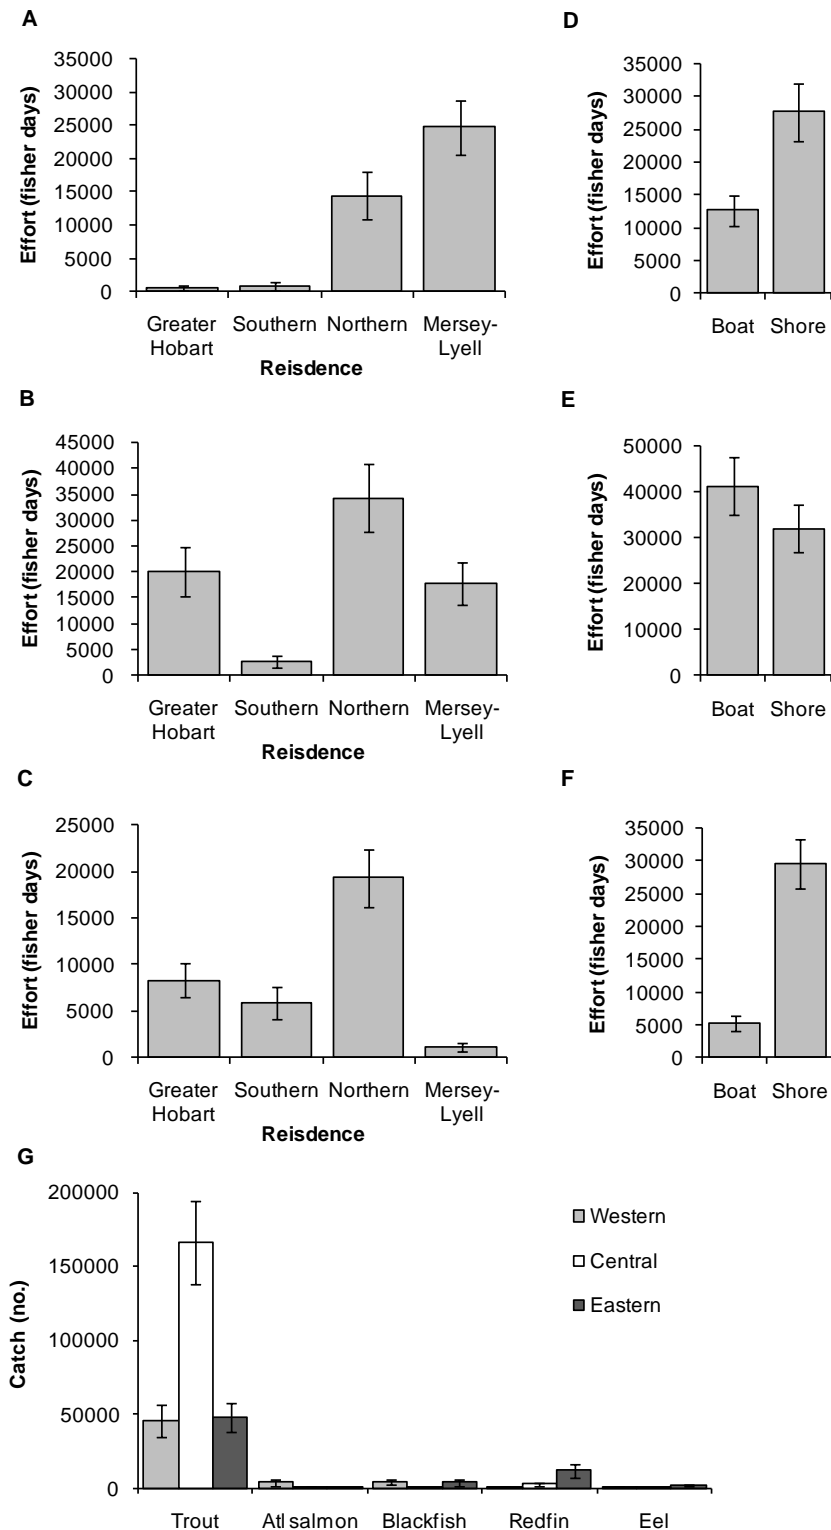 A
Effort (fisher days)
35000
30000
25000
20000
15000
10000
5000
0
Greater Hobart
Southern
Northern
Mersey-Lyell
Reisdence
D
Effort (fisher days)
35000
30000
25000
20000
15000
10000
5000
0
Boat Shore
B
Effort (fisher days)
45000
40000
35000
30000
25000
20000
15000
10000
5000
0
Greater Hobart
Southern
Northern
Mersey-Lyell
Reisdence
E
Effort (fisher days)
50000
40000
30000
20000
10000
0
Boat Shore
C
Effort (fisher days)
25000
20000
15000
10000
5000
0
Greater Hobart
Southern
Northern
Mersey-Lyell
Reisdence
F
Effort (fisher days)
35000
30000
25000
20000
15000
10000
5000
0
Boat Shore
G
Catch (no.)
200000
150000
100000
50000
0
Trout Atl salmon Blackfish Redfin Eel
Western
Central
Eastern